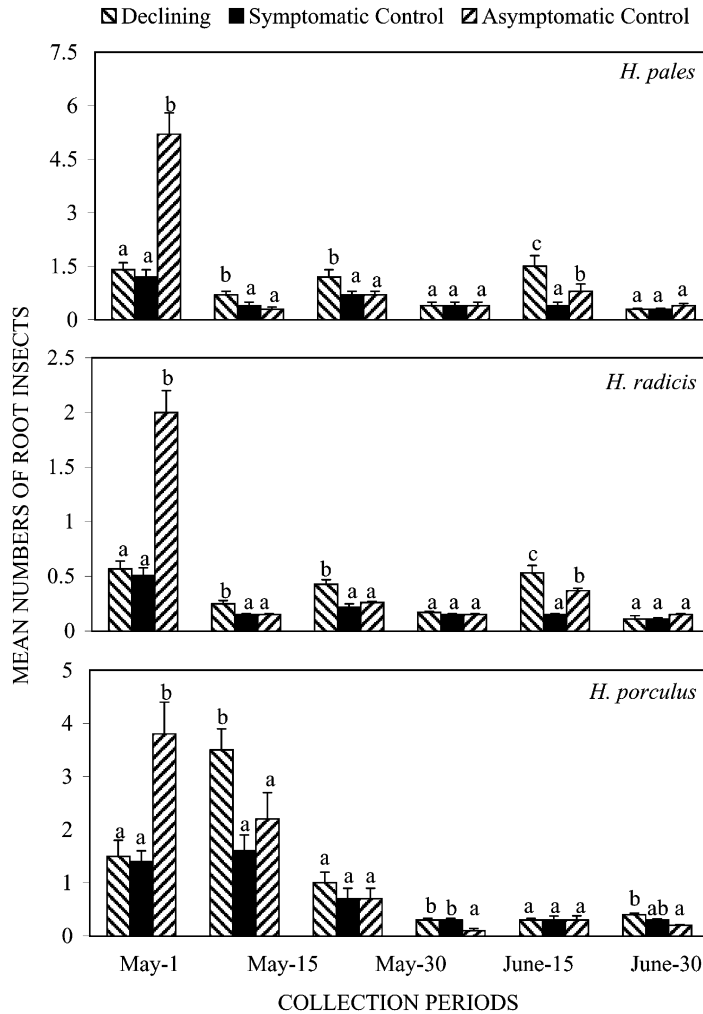 Declining Symptomatic Control Asymptomatic Control
MEAN NUMBERS OF ROOT INSECTS
7.5
H. pales
6
4.5
3
1.5
0
a a b
b a a
b a a
a a a
c a b
a a a
2.5
H. radicis
2
1.5
1
0.5
0
a a b
b a a
b a a
a a a
c a b
a a a
5
H. porculus
4
3
2
1
0
a a b
b a a
a a a
b b a
a a a
b ab a
May-1 May-15 May-30 June-15 June-30
COLLECTION PERIODS